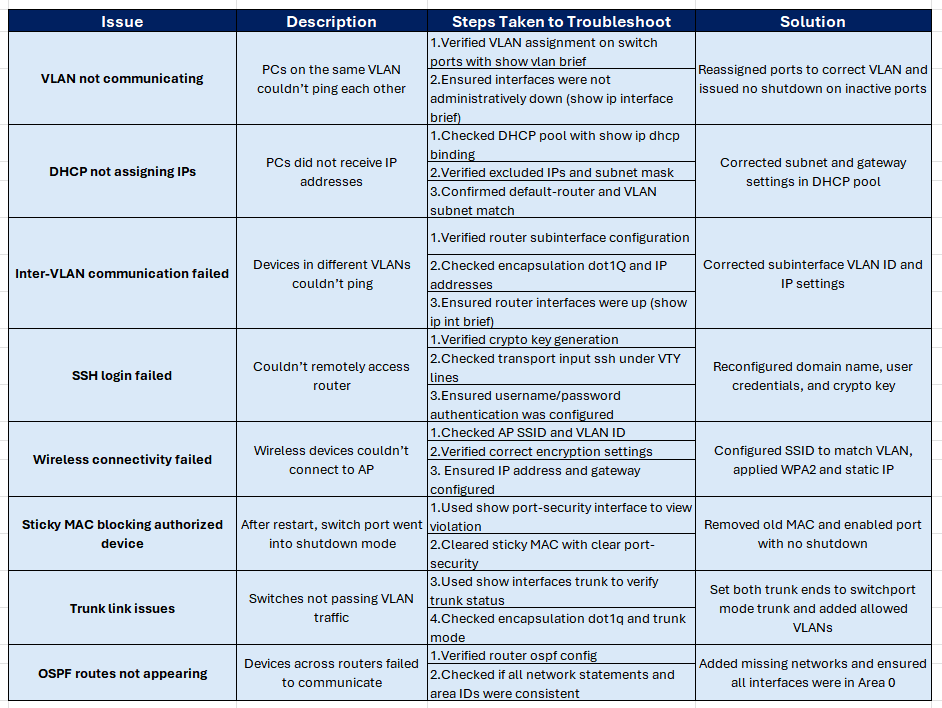 Issue
Description
Steps Taken to Troubleshoot
Solution
VLAN not communicating
PCs on the same VLAN
couldn't ping each other
1.Verified VLAN assignment on switch
ports with show vlan brief
2.Ensured interfaces were not
administratively down (show ip interface
brief)
Reassigned ports to correct VLAN and
issued no shutdown on inactive ports
DHCP not assigning IPs
PCs did not receive IP
addresses
1.Checked DHCP pool with show ip dhcp
binding
2.Verified excluded IPs and subnet mask
3.Confirmed default-router and VLAN
subnet match
Corrected subnet and gateway
settings in DHCP pool
Inter-VLAN communication failed
Devices in different VLANs
couldn't ping
1.Verified router subinterface configuration
2.Checked encapsulation dot1Q and IP
addresses
3.Ensured router interfaces were up (show
ip int brief)
Corrected subinterface VLAN ID and
IP settings
SSH login failed
Couldn't remotely access
router
1.Verified crypto key generation
2.Checked transport input ssh under VTY
lines
3.Ensured username/password
authentication was configured
Reconfigured domain name, user
credentials, and crypto key
Wireless connectivity failed
Wireless devices couldn't
connect to AP
1.Checked AP SSID and VLAN ID
2.Verified correct encryption settings
3. Ensured IP address and gateway
configured
Configured SSID to match VLAN,
applied WPA2 and static IP
Sticky MAC blocking authorized
device
After restart, switch port went
into shutdown mode
1.Used show port-security interface to view
violation
2.Cleared sticky MAC with clear port-
security
Removed old MAC and enabled port
with no shutdown
Trunk link issues
Switches not passing VLAN
traffic
3.Used show interfaces trunk to verify
trunk status
4.Checked encapsulation dot1q and trunk
mode
Set both trunk ends to switchport
mode trunk and added allowed
VLANs
OSPF routes not appearing
Devices across routers failed
to communicate
1.Verified router ospf config
2.Checked if all network statements and
area IDs were consistent
Added missing networks and ensured
all interfaces were in Area 0